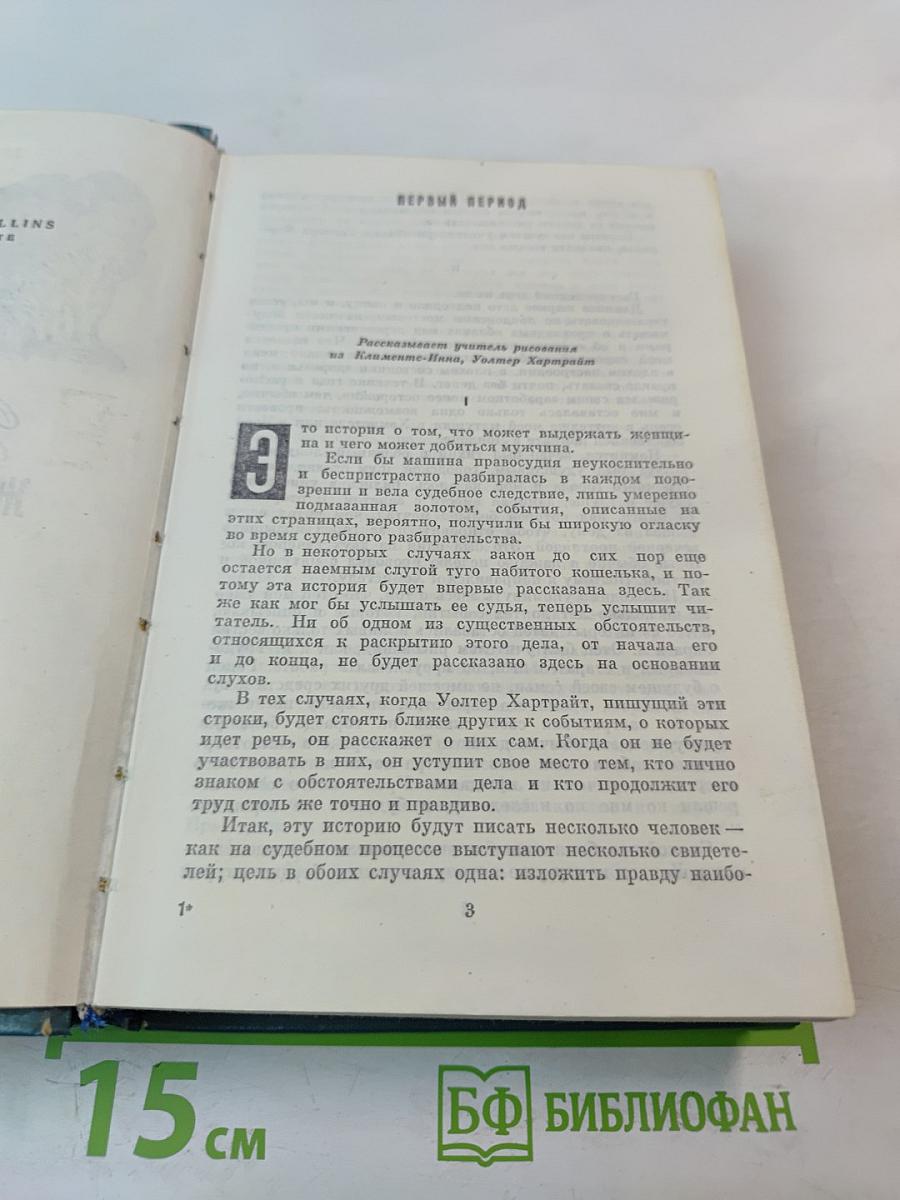 LLINS
TE
ПЕРВЫЙ ПЕРИОД
Рассказывает учитель рисования
из Клименте-Инна, Уолтер Хартрайт
I
Это история о том, что может выдержать женщи-
на и чего может добиться мужчина.
Если бы машина правосудия неукоснительно
и беспристрастно разбиралась в каждом подо-
зрении и вела судебное следствие, лишь умеренно
подмазанная золотом, события, описанные на
этих страницах, вероятно, получили бы широкую огласку
во время судебного разбирательства.
Но в некоторых случаях закон до сих пор еще
остается наемным слугой туго набитого кошелька, и по-
тому эта история будет впервые рассказана здесь. Так
же как мог бы услышать ее судья, теперь услышит чи-
татель. Ни об одном из существенных обстоятельств,
относящихся к раскрытию этого дела, от начала его
и до конца, не будет рассказано здесь на основании
слухов.
В тех случаях, когда Уолтер Хартрайт, пишущий эти
строки, будет стоять ближе других к событиям, о которых
идет речь, он расскажет о них сам. Когда он не будет
участвовать в них, он уступит свое место тем, кто лично
знаком с обстоятельствами дела и кто продолжит его
труд столь же точно и правдиво.
Итак, эту историю будут писать несколько человек —
как на судебном процессе выступают несколько свидете-
лей; цель в обоих случаях одна: изложить правду наибо-
1*
3
15 см
БФ БИБЛИОФАН